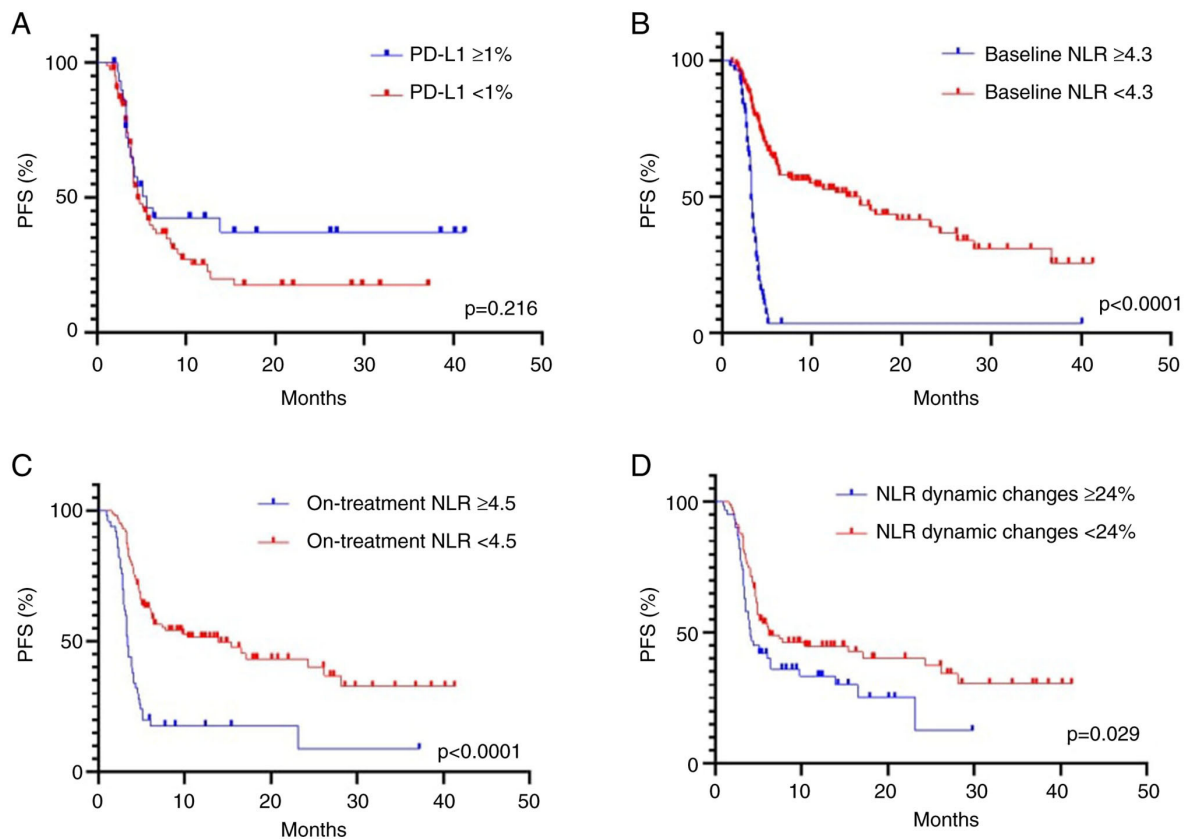 A
PD-L1 ≥1%
PD-L1 <1%
100
50
0
PFS (%)
p=0.216
0 10 20 30 40 50
Months
B
Baseline NLR ≥4.3
Baseline NLR <4.3
100
50
0
PFS (%)
p<0.0001
0 10 20 30 40 50
Months
C
On-treatment NLR ≥4.5
On-treatment NLR <4.5
100
50
0
PFS (%)
p<0.0001
0 10 20 30 40 50
Months
D
NLR dynamic changes ≥24%
NLR dynamic changes <24%
100
50
0
PFS (%)
p=0.029
0 10 20 30 40 50
Months